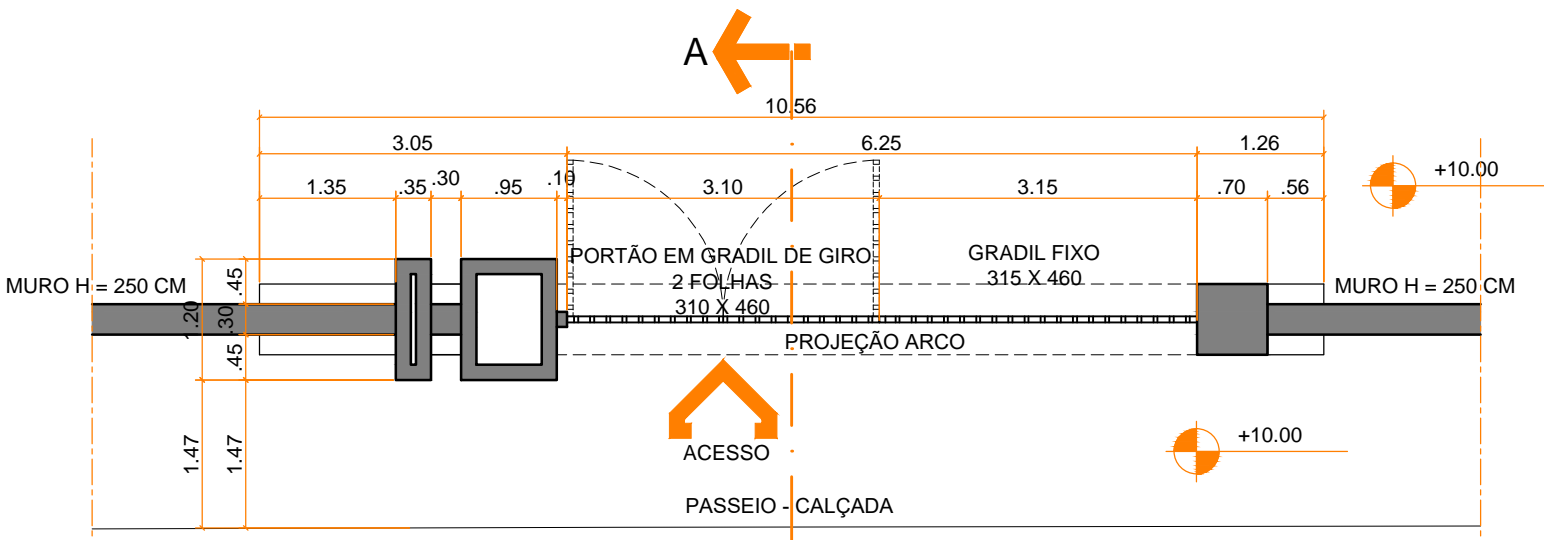 A
10.56
3.05
6.25
1.26
1.35
.35
.30
.95
.10
3.10
3.15
.70
.56
+10.00
PORTÃO EM GRADIL DE GIRO
2 FOLHAS
310 X 460
GRADIL FIXO
315 X 460
MURO H = 250 CM
MURO H = 250 CM
1.20
.45
.30
.45
PROJEÇÃO ARCO
1.47
1.47
ACESSO
+10.00
PASSEIO - CALÇADA